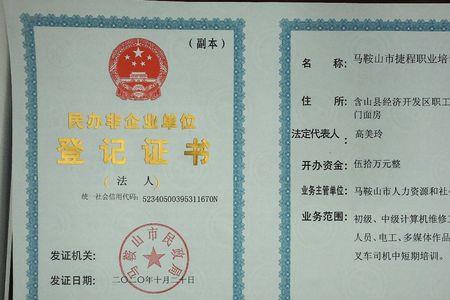 (副本)
民办非企业单位
登记证书
(法 人)
统一社会信用代码: 52340500395311670N
发证机关:
马鞍山市民政局
发证日期: 二〇二〇年十月二十日
名 称: 马鞍山市捷程职业培
住 所: 含山县经济开发区职工
门面房
法定代表人: 高美玲
开办资金: 伍拾万元整
业务主管单位: 马鞍山市人力资源和社
业务范围: 初级、中级计算机维修
人员、电工、多媒体作品
叉车司机中短期培训。